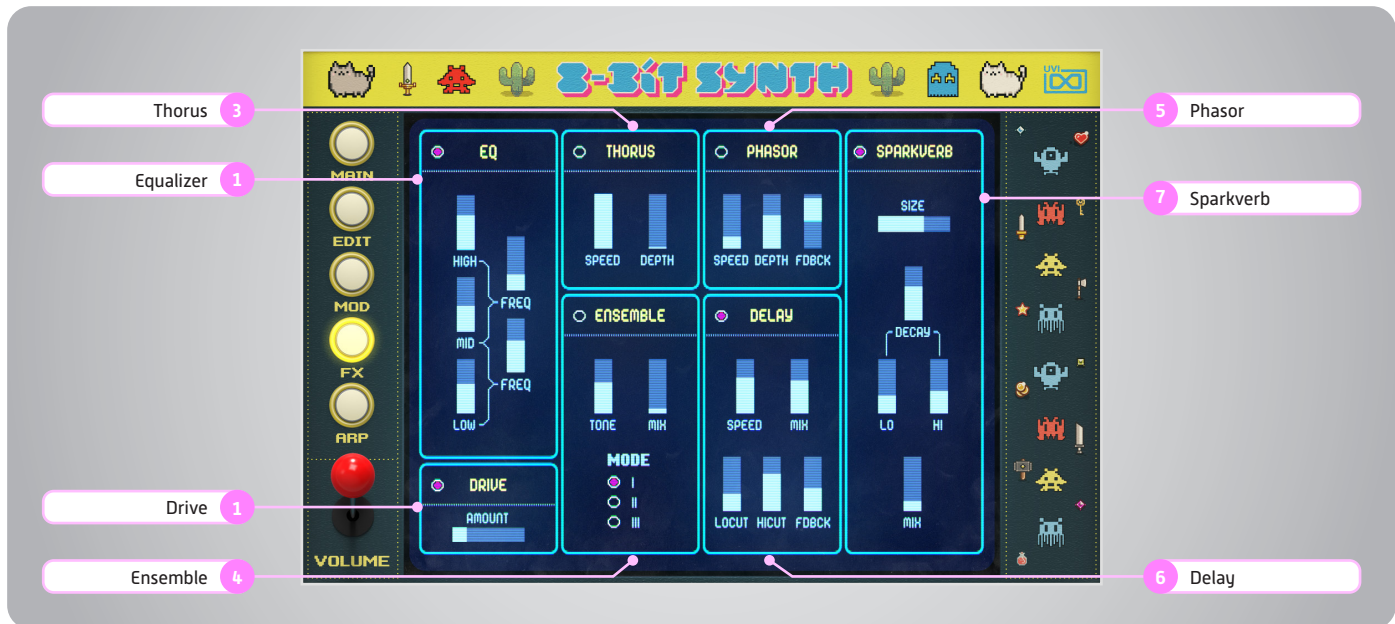 8-Bit SYNTH
UVI
Thorus 3
5 Phasor
Equalizer 1
7 Sparkverb
Drive 1
Ensemble 4
6 Delay
MAIN
EDIT
MOD
FX
ARP
VOLUME
EQ
HIGH
FREQ
MID
FREQ
LOW
DRIVE
AMOUNT
THORUS
SPEED DEPTH
ENSEMBLE
TONE MIX
MODE
I
II
III
PHASOR
SPEED DEPTH FDBCK
DELAY
SPEED MIX
LOCUT HICUT FDBCK
SPARKVERB
SIZE
DECAY
LO HI
MIX